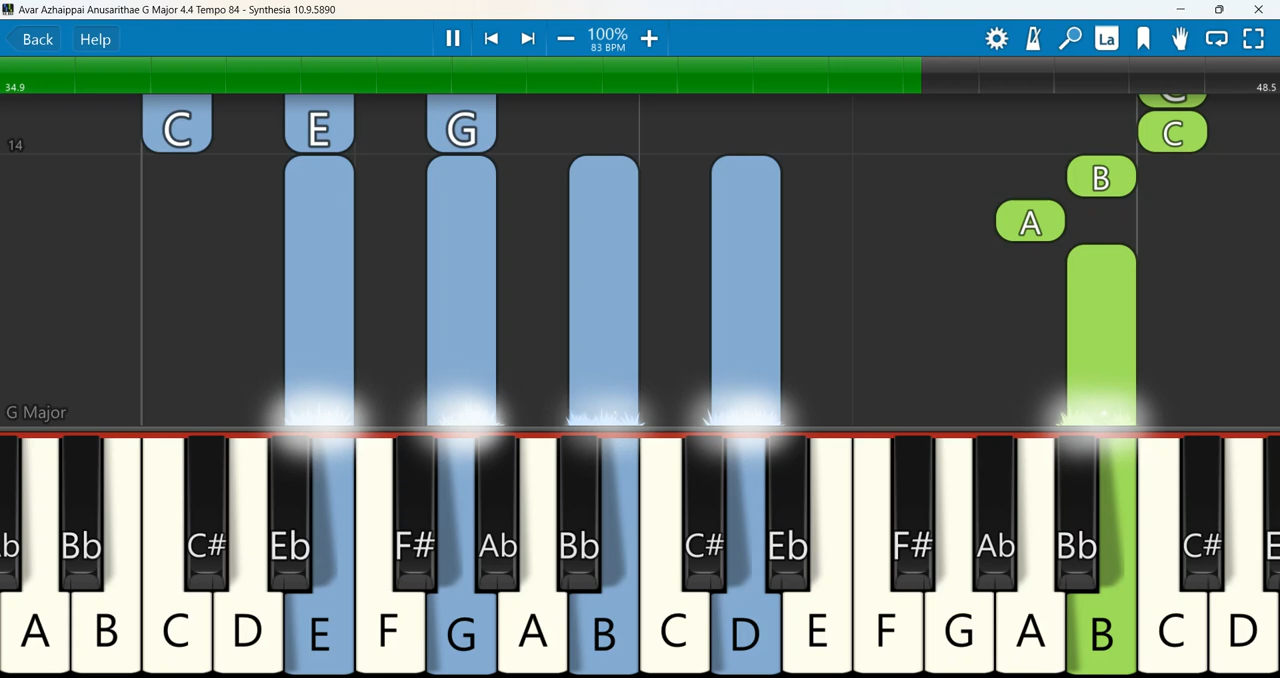 Avar Azhaippai Anusarithae G Major 4.4 Tempo 84 - Synthesia 10.9.5890
Back Help 100% La
83 BPM
34.9 48.5
C E G C
14
B
A
G Major
Bb C# Eb F# Ab Bb C# Eb F# Ab Bb C#
A B C D E F G A B C D E F G A B C D